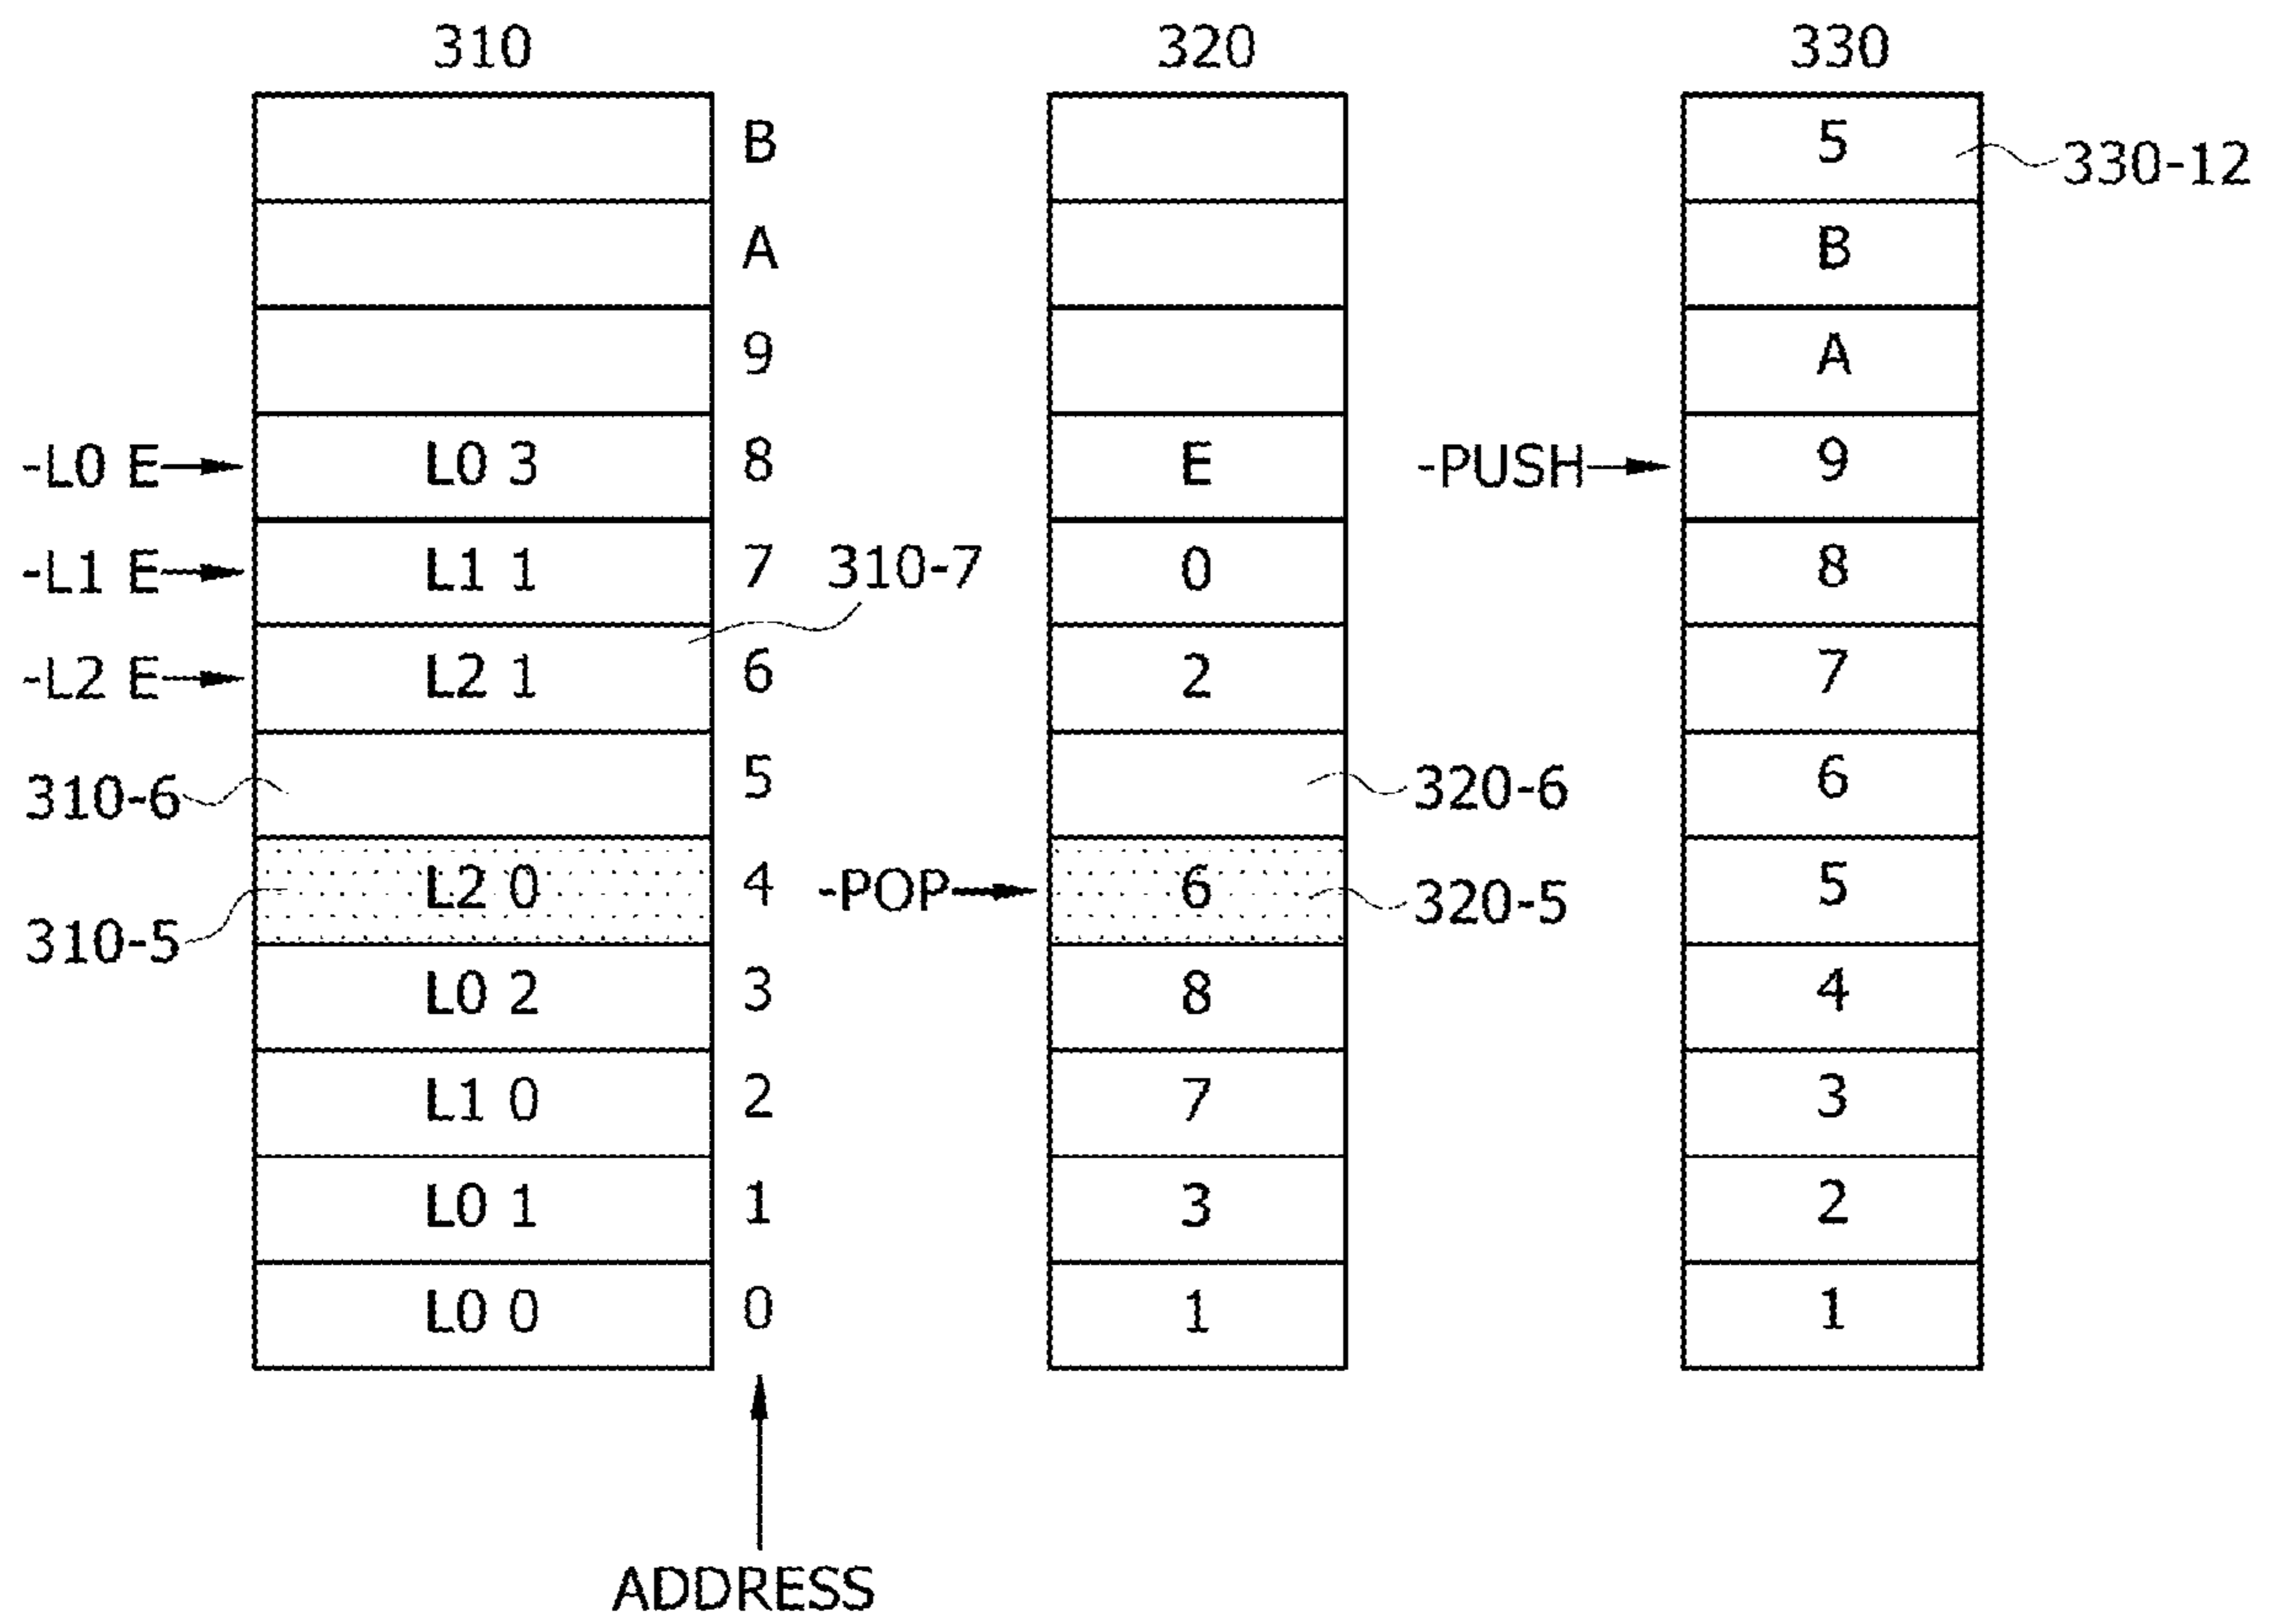 310 320 330
B 5 330-12
A B
9 A
-L0 E L0 3 8 E -PUSH 9
-L1 E L1 1 7 310-7 0 8
-L2 E L2 1 6 2 7
310-6 5 320-6 6
310-5 L2 0 4 -POP 6 320-5 5
L0 2 3 8 4
L1 0 2 7 3
L0 1 1 3 2
L0 0 0 1 1
ADDRESS